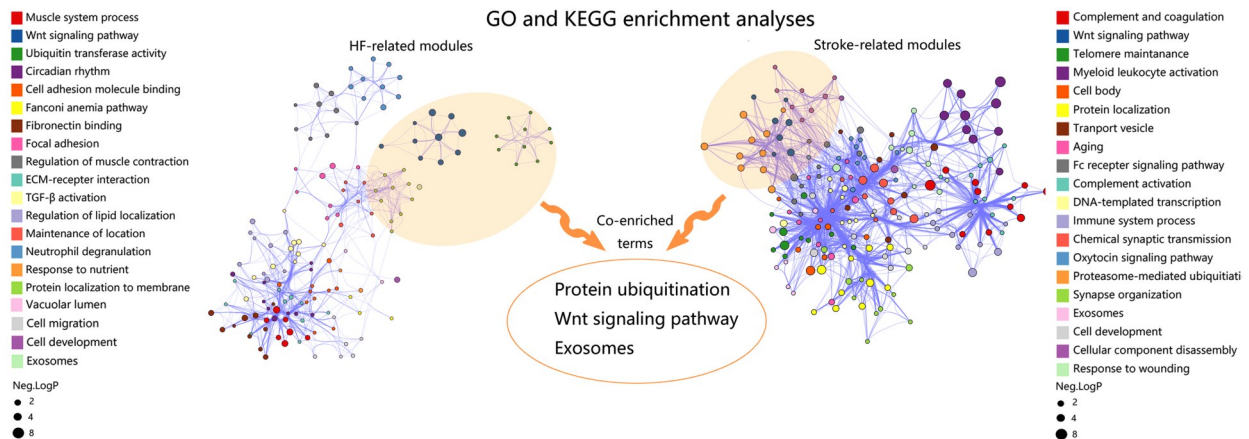 GO and KEGG enrichment analyses
HF-related modules
Stroke-related modules
Muscle system process
Wnt signaling pathway
Ubiquitin transferase activity
Circadian rhythm
Cell adhesion molecule binding
Fanconi anemia pathway
Fibronectin binding
Focal adhesion
Regulation of muscle contraction
ECM-recepter interaction
TGF-β activation
Regulation of lipid localization
Maintenance of location
Neutrophil degranulation
Response to nutrient
Protein localization to membrane
Vacuolar lumen
Cell migration
Cell development
Exosomes
Neg.LogP
2
4
8
Co-enriched
terms
Protein ubiquitination
Wnt signaling pathway
Exosomes
Complement and coagulation
Wnt signaling pathway
Telomere maintanance
Myeloid leukocyte activation
Cell body
Protein localization
Tranport vesicle
Aging
Fc recepter signaling pathway
Complement activation
DNA-templated transcription
Immune system process
Chemical synaptic transmission
Oxytocin signaling pathway
Proteasome-mediated ubiquitiati
Synapse organization
Exosomes
Cell development
Cellular component disassembly
Response to wounding
Neg.LogP
2
4
8